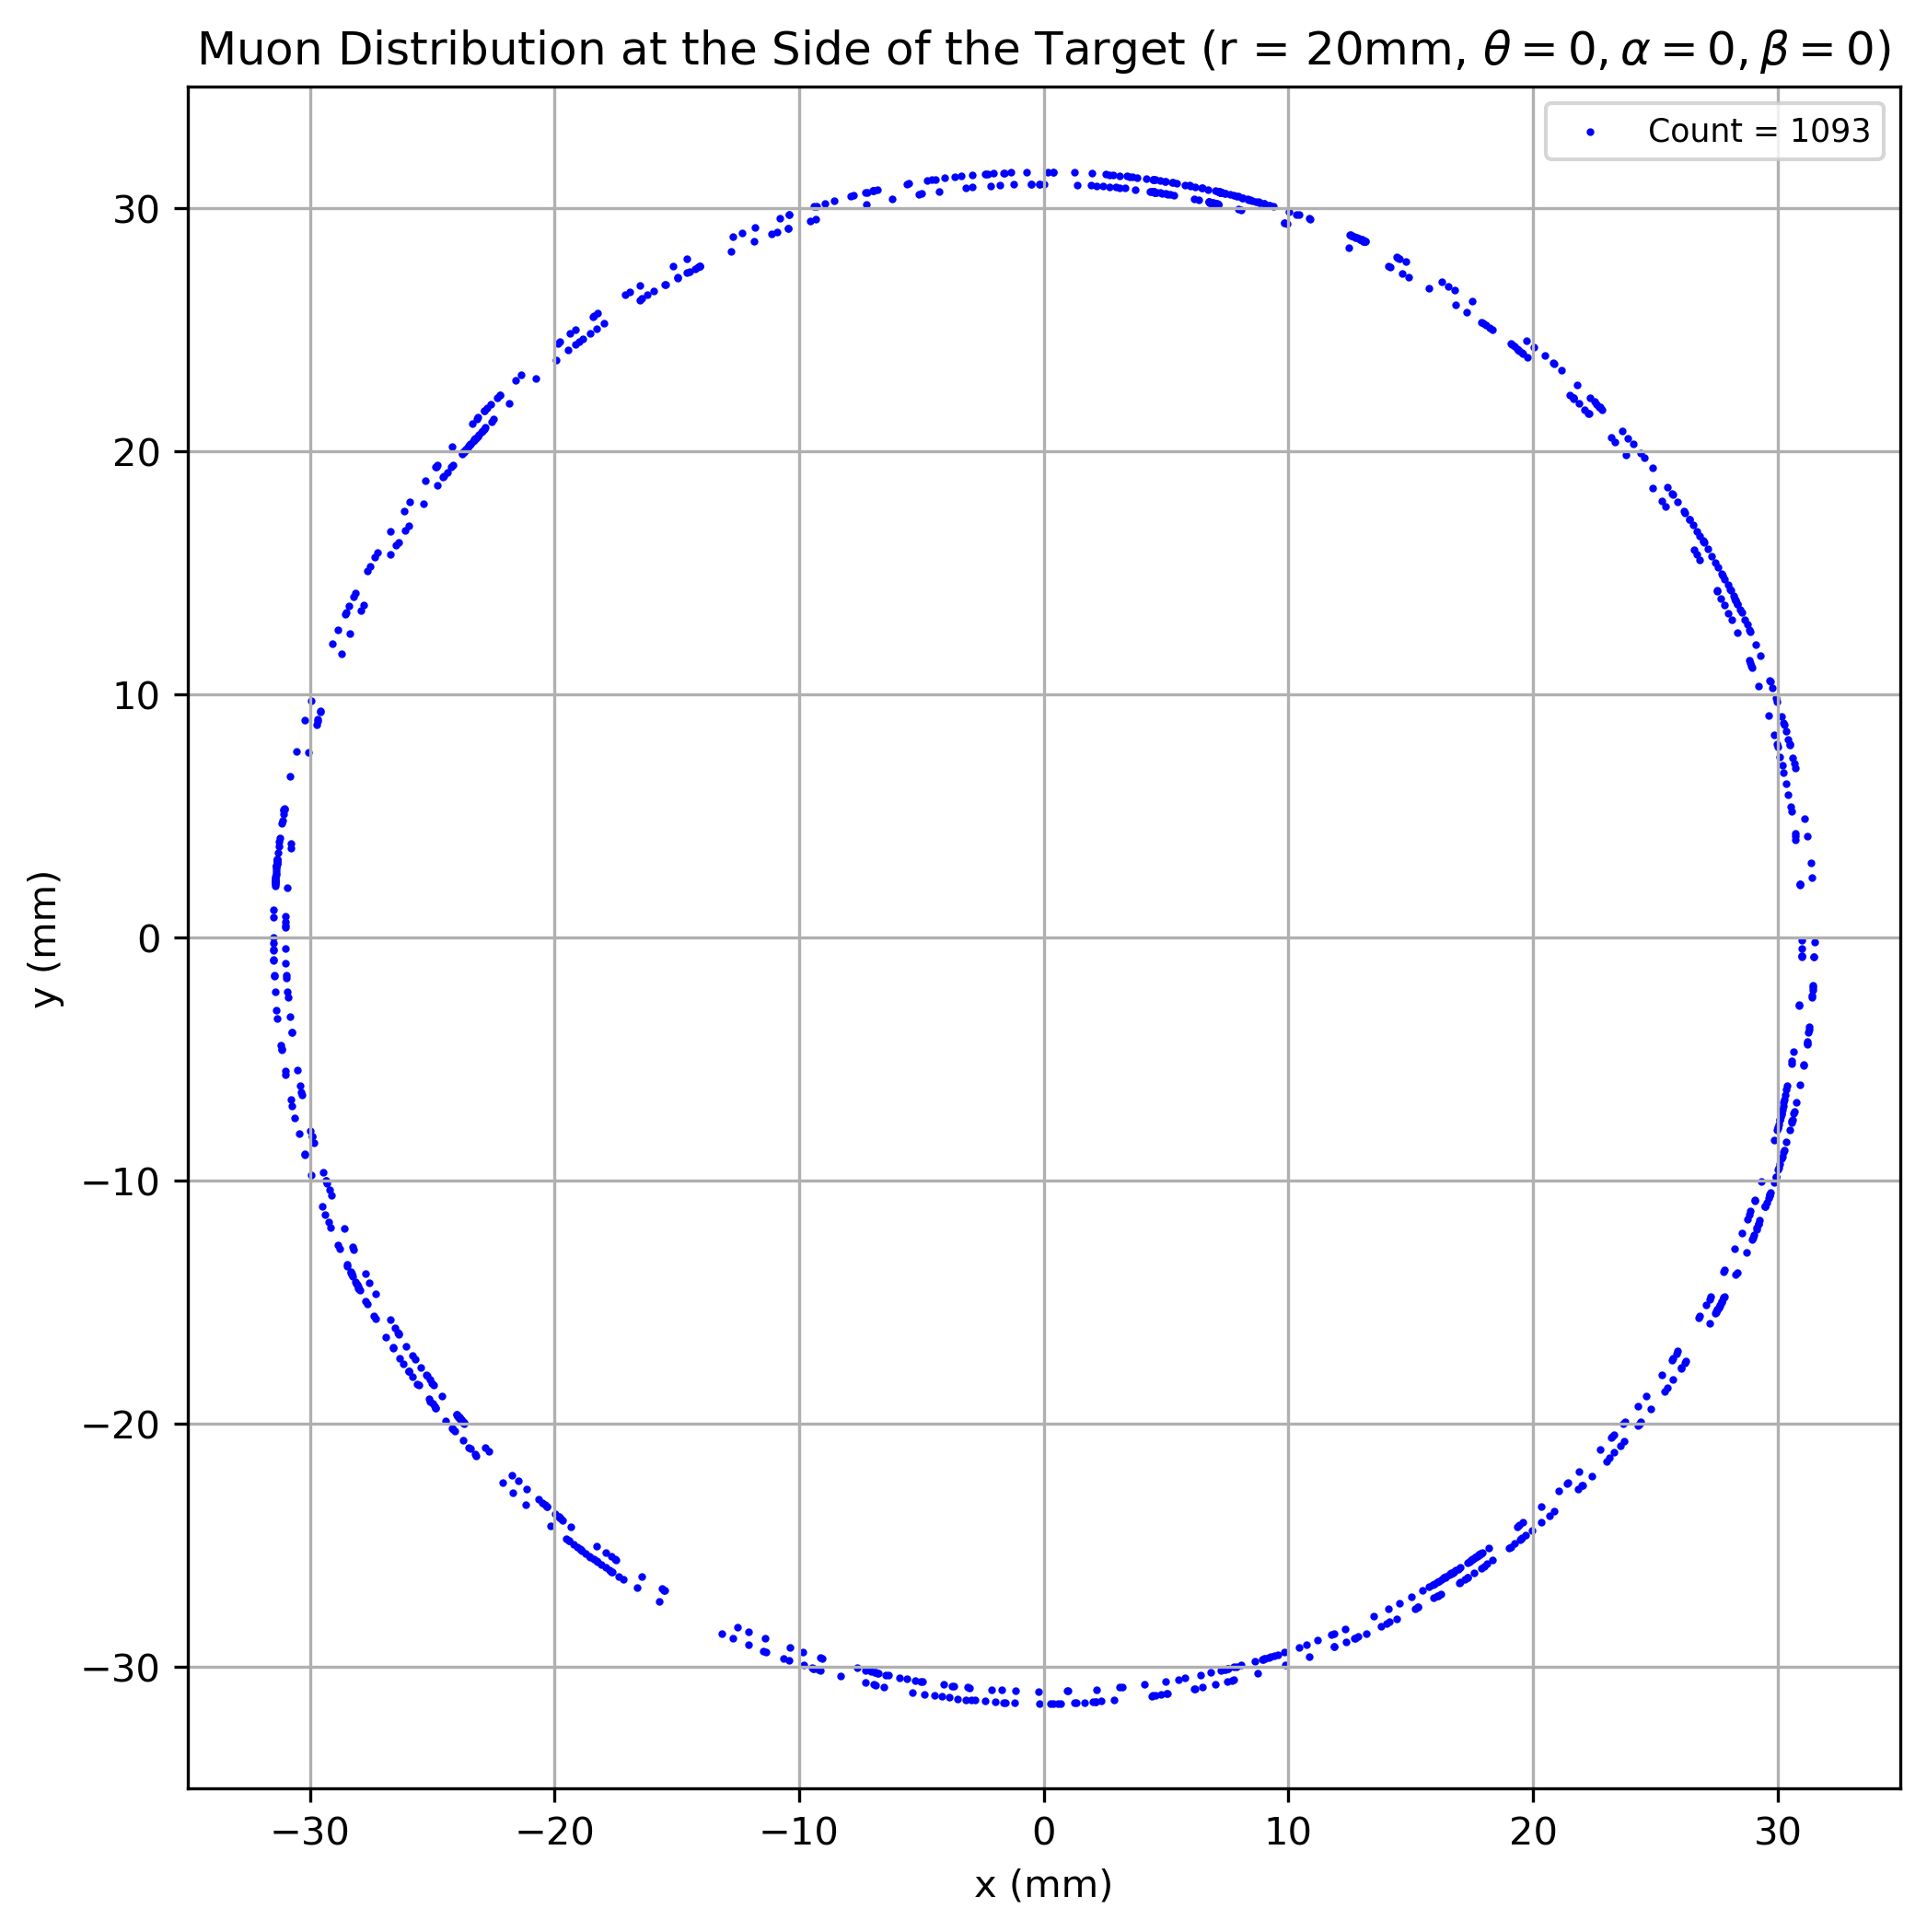 Muon Distribution at the Side of the Target (r = 20mm, θ = 0, α = 0, β = 0)
Count = 1093
30
20
10
0
−10
−20
−30
y (mm)
−30 −20 −10 0 10 20 30
x (mm)